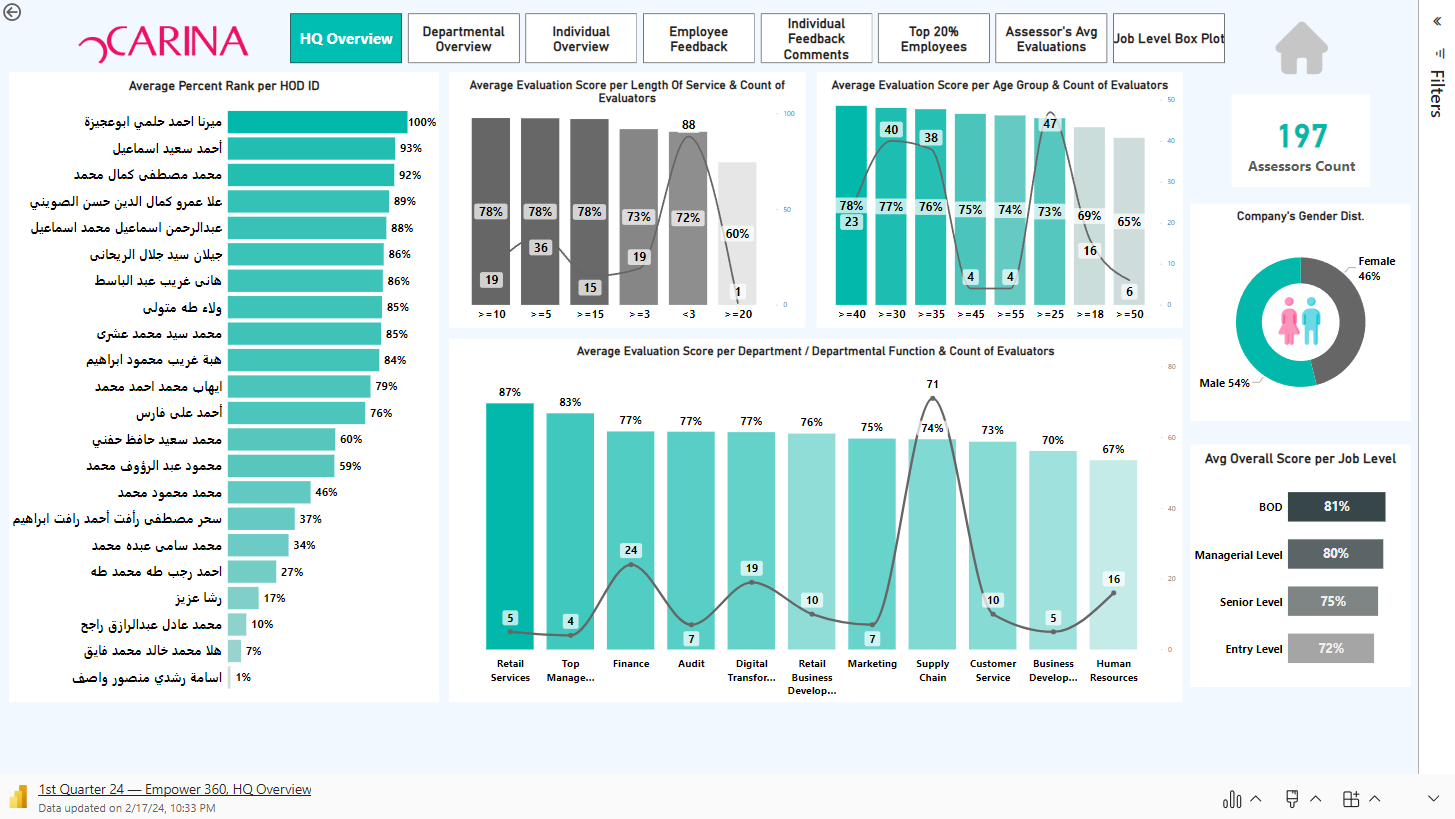 CARINA
HQ Overview
Departmental
Overview
Individual
Overview
Employee
Feedback
Individual
Feedback
Comments
Top 20%
Employees
Assessor's Avg
Evaluations
Job Level Box Plot
Filters
Average Percent Rank per HOD ID
ميرنا احمد حلمي ابوعجيزة 100%
أحمد سعيد اسماعيل 93%
محمد مصطفى كمال محمد 92%
علا عمرو كمال الدين حسن الصويني 89%
عبدالرحمن اسماعيل محمد اسماعيل 88%
جيلان سيد جلال الريحانى 86%
هانى غريب عبد الباسط 86%
ولاء طه متولى 85%
محمد سيد محمد عشرى 85%
هبة غريب محمود ابراهيم 84%
ايهاب محمد احمد محمد 79%
أحمد على فارس 76%
محمد سعيد حافظ حفني 60%
محمود عبد الرؤوف محمد 59%
محمد محمود محمد 46%
سحر مصطفى رأفت أحمد رافت ابراهيم 37%
محمد سامى عبده محمد 34%
احمد رجب طه محمد طه 27%
رشا عزيز 17%
محمد عادل عبدالرازق راجح 10%
هلا محمد خالد محمد فايق 7%
اسامة رشدي منصور واصف 1%
Average Evaluation Score per Length Of Service & Count of
Evaluators
100
50
0
88
78% 78% 78% 73% 72% 60%
19 36 15 19 1
>=10 >=5 >=15 >=3 <3 >=20
Average Evaluation Score per Age Group & Count of Evaluators
50
40
30
20
10
0
40 38 47
78% 77% 76% 75% 74% 73% 69% 65%
23 4 4 16 6
>=40 >=30 >=35 >=45 >=55 >=25 >=18 >=50
Average Evaluation Score per Department / Departmental Function & Count of Evaluators
80
60
40
20
0
87% 83% 77% 77% 77% 76% 75% 74% 73% 70% 67%
5 4 24 7 19 10 7 71 10 5 16
Retail
Services
Top
Manage...
Finance
Audit
Digital
Transfor...
Retail
Business
Develop...
Marketing
Supply
Chain
Customer
Service
Business
Develop...
Human
Resources
197
Assessors Count
Company's Gender Dist.
Female
46%
Male 54%
Avg Overall Score per Job Level
BOD 81%
Managerial Level 80%
Senior Level 75%
Entry Level 72%
1st Quarter 24 — Empower 360, HQ Overview
Data updated on 2/17/24, 10:33 PM